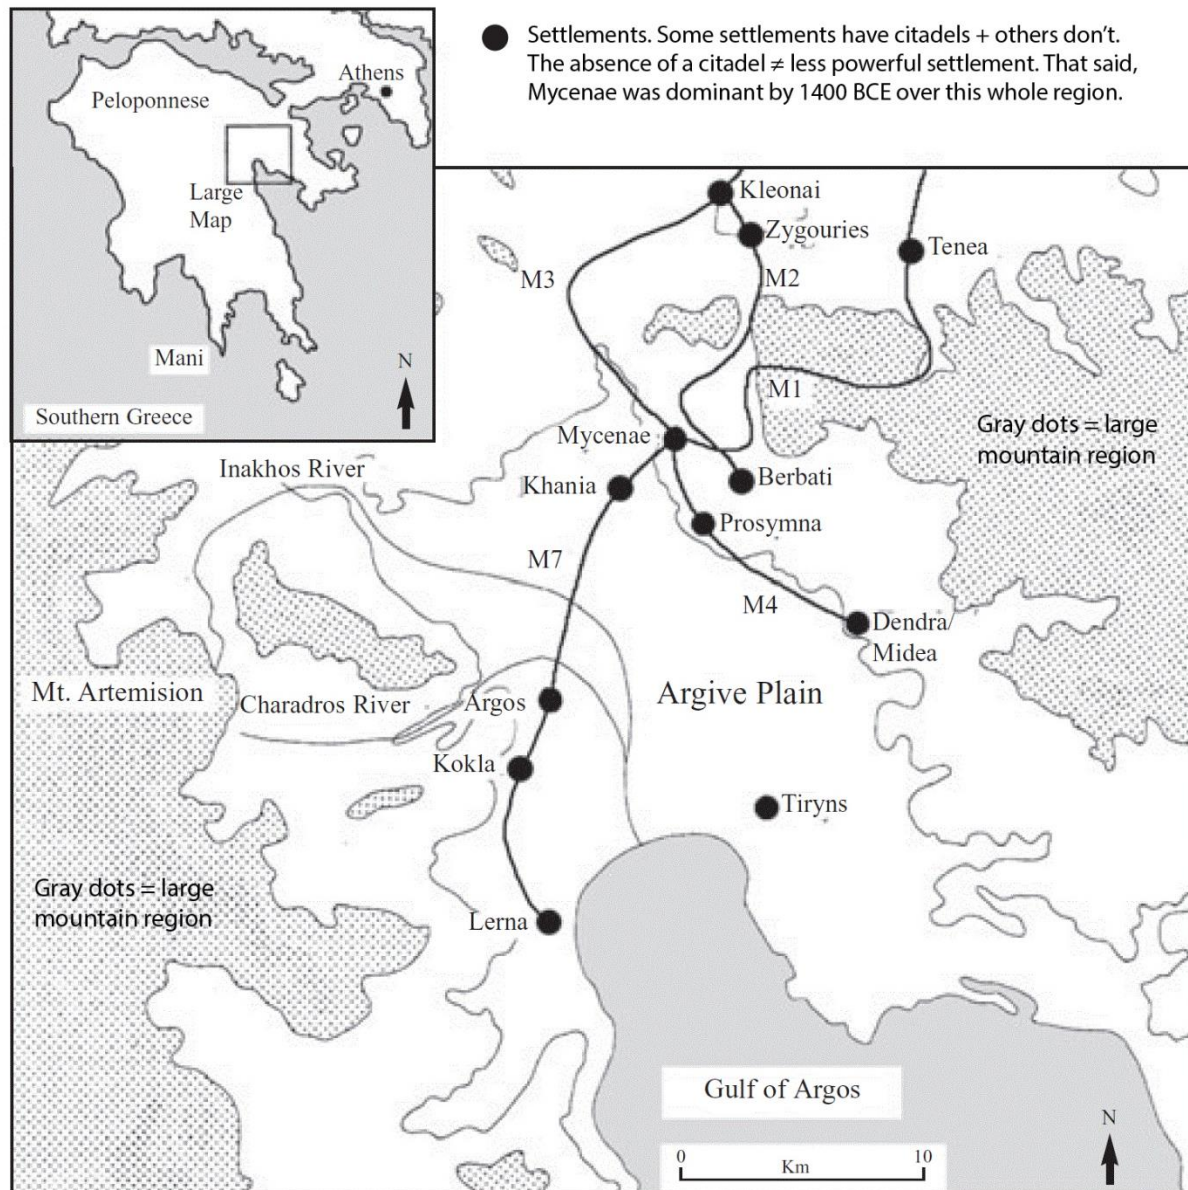 Settlements. Some settlements have citadels + others don't.
The absence of a citadel ≠ less powerful settlement. That said,
Mycenae was dominant by 1400 BCE over this whole region.
Athens
Peloponnese
Large
Map
Mani
N
Southern Greece
Kleonai
Zygouries
Tenea
M3
M2
M1
Mycenae
Gray dots = large
mountain region
Inakhos River
Khania
Berbati
Prosymna
M7
M4
Dendra
Midea
Mt. Artemision
Charadros River
Argos
Argive Plain
Kokla
Tiryns
Gray dots = large
mountain region
Lerna
Gulf of Argos
N
0
10
Km